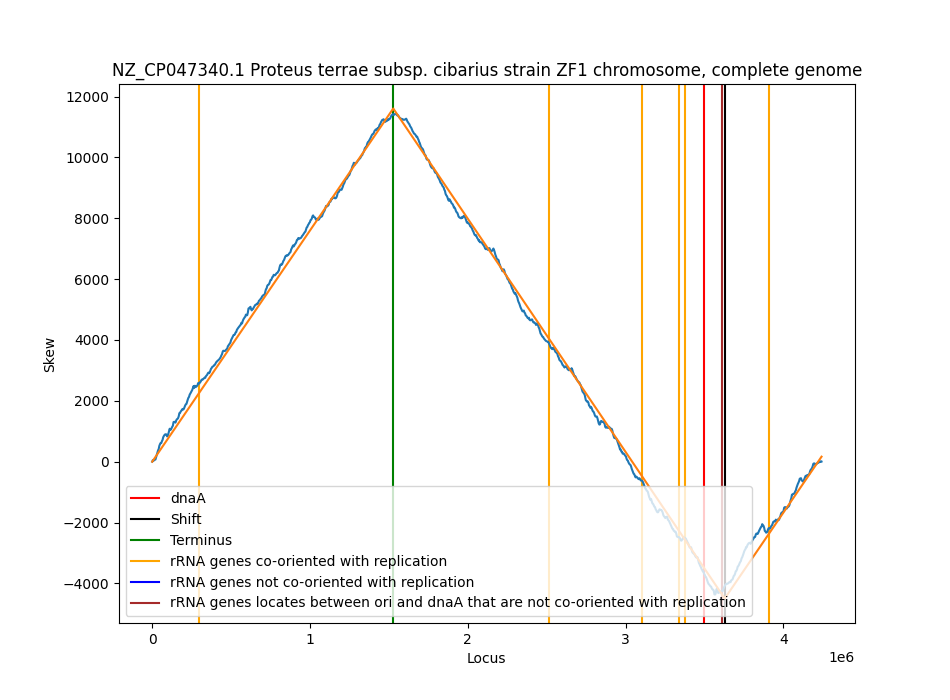 NZ_CP047340.1 Proteus terrae subsp. cibarius strain ZF1 chromosome, complete genome
12000
10000
8000
6000
4000
2000
0
−2000
−4000
Skew
dnaA
Shift
Terminus
rRNA genes co-oriented with replication
rRNA genes not co-oriented with replication
rRNA genes locates between ori and dnaA that are not co-oriented with replication
0 1 2 3 4
1e6
Locus